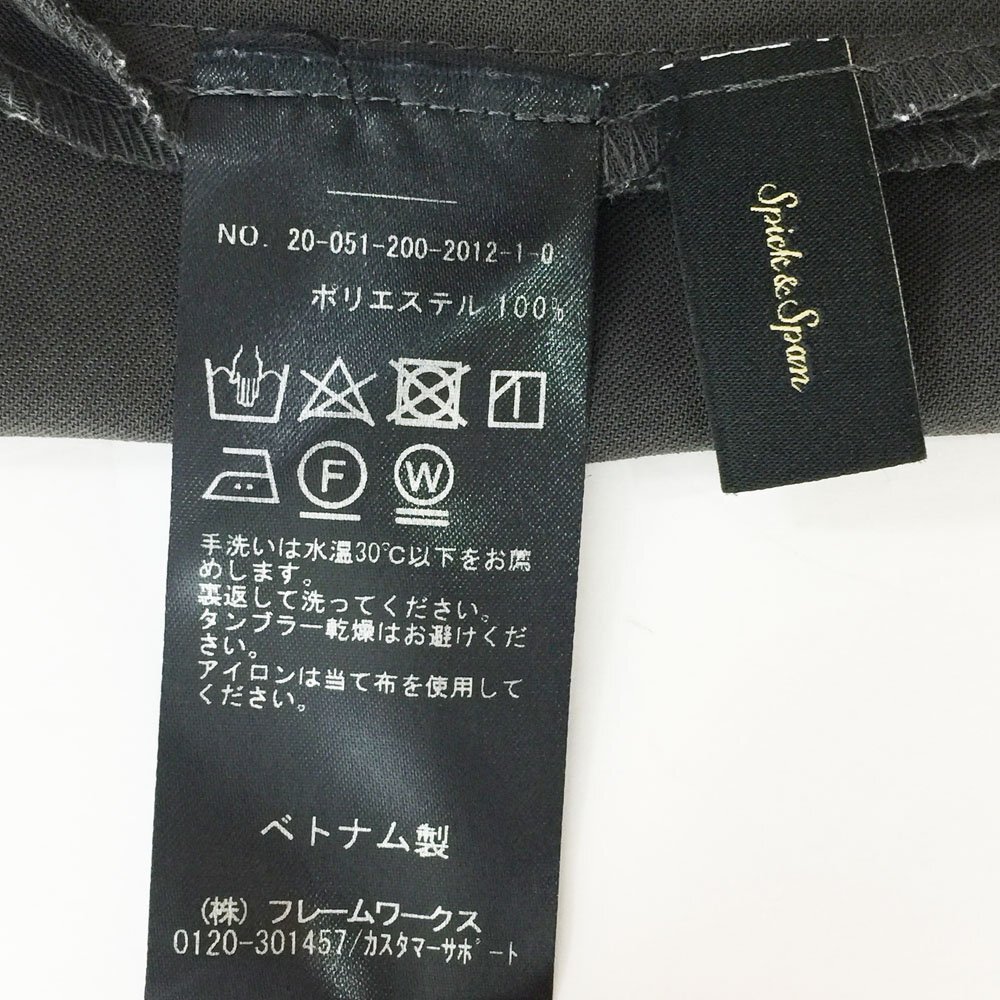 NO. 20-051-200-2012-1-0
ポリエステル 100%
F
W
手洗いは水温30℃以下をお薦
めします。
裏返して洗ってください。
タンブラー乾燥はお避けくだ
さい。
アイロンは当て布を使用して
ください。
ベトナム製
(株) フレームワークス
0120-301457/カスタマーサポート
Spick & Span